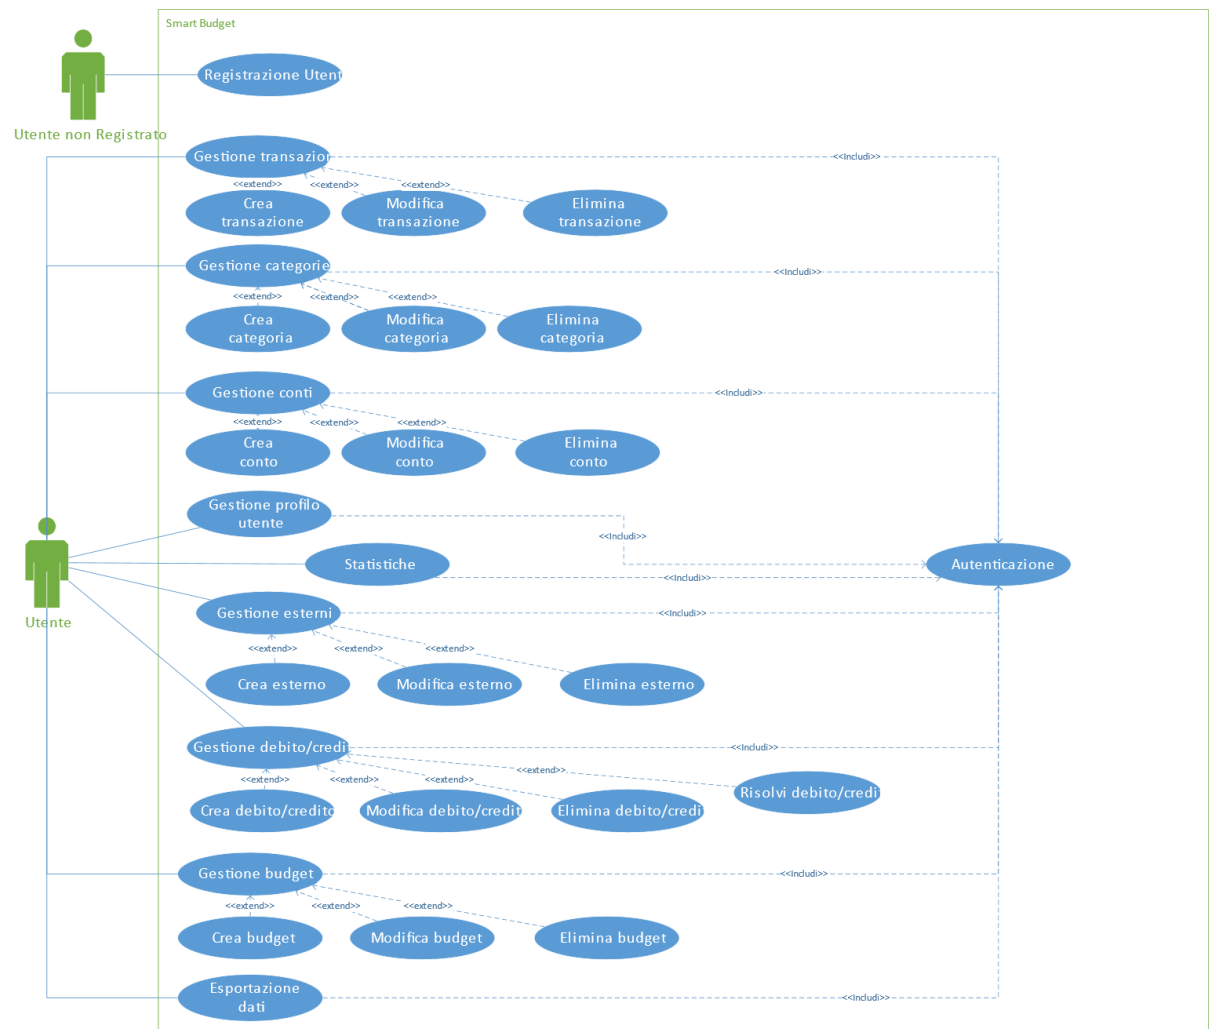 Smart Budget
Registrazione Utent
Utente non Registrato
Gestione transazion
<<Includi>>
<<extend>>
<<extend>>
<<extend>>
Crea
transazione
Modifica
transazione
Elimina
transazione
Gestione categorie
<<Includi>>
<<extend>>
<<extend>>
<<extend>>
Crea
categoria
Modifica
categoria
Elimina
categoria
Gestione conti
<<Includi>>
<<extend>>
<<extend>>
<<extend>>
Crea
conto
Modifica
conto
Elimina
conto
Gestione profilo
utente
<<Includi>>
Statistiche
<<Includi>>
Autenticazione
Utente
Gestione esterni
<<Includi>>
<<extend>>
<<extend>>
<<extend>>
Crea esterno
Modifica esterno
Elimina esterno
Gestione debito/credit
<<Includi>>
<<extend>>
<<extend>>
<<extend>>
<<extend>>
Crea debito/credito
Modifica debito/credit
Elimina debito/credi
Risolvi debito/credi
Gestione budget
<<Includi>>
<<extend>>
<<extend>>
<<extend>>
Crea budget
Modifica budget
Elimina budget
Esportazione
dati
<<Includi>>